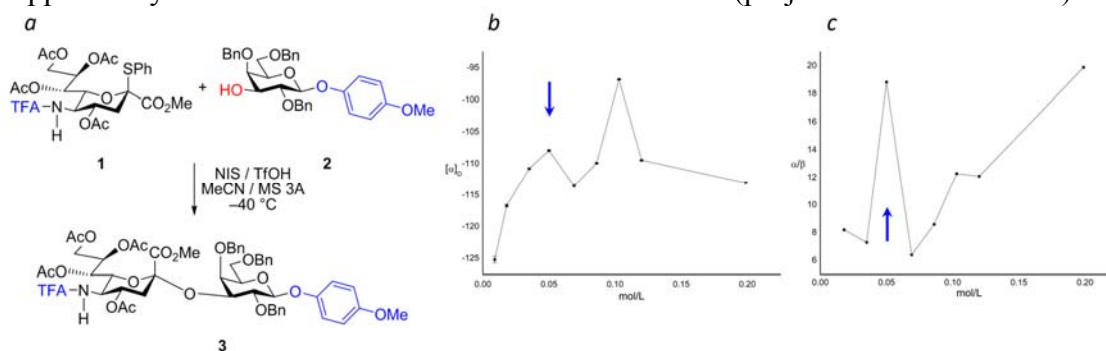 a
b
c
AcO OAc
SPh
AcO
CO₂Me
TFA–N
H
AcO
1
+
BnO OBn
HO
OBn
OMe
2
NIS / TfOH
MeCN / MS 3A
–40 °C
AcO OAc CO₂Me
AcO
TFA–N
H
AcO
BnO OBn
OBn
OMe
3
[α]D
-95
-100
-105
-110
-115
-120
-125
0.00 0.05 0.10 0.15 0.20
mol/L
α/β
20
18
16
14
12
10
8
6
0.00 0.05 0.10 0.15 0.20
mol/L